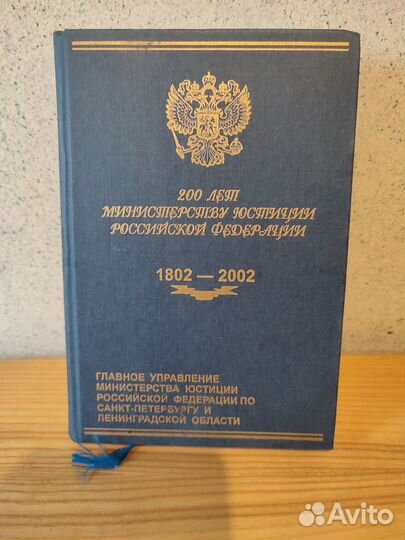 200 ЛЕТ
МИНИСТЕРСТВУ ЮСТИЦИИ
РОССИЙСКОЙ ФЕДЕРАЦИИ
1802 — 2002
ГЛАВНОЕ УПРАВЛЕНИЕ
МИНИСТЕРСТВА ЮСТИЦИИ
РОССИЙСКОЙ ФЕДЕРАЦИИ ПО
САНКТ-ПЕТЕРБУРГУ И
ЛЕНИНГРАДСКОЙ ОБЛАСТИ
Avito